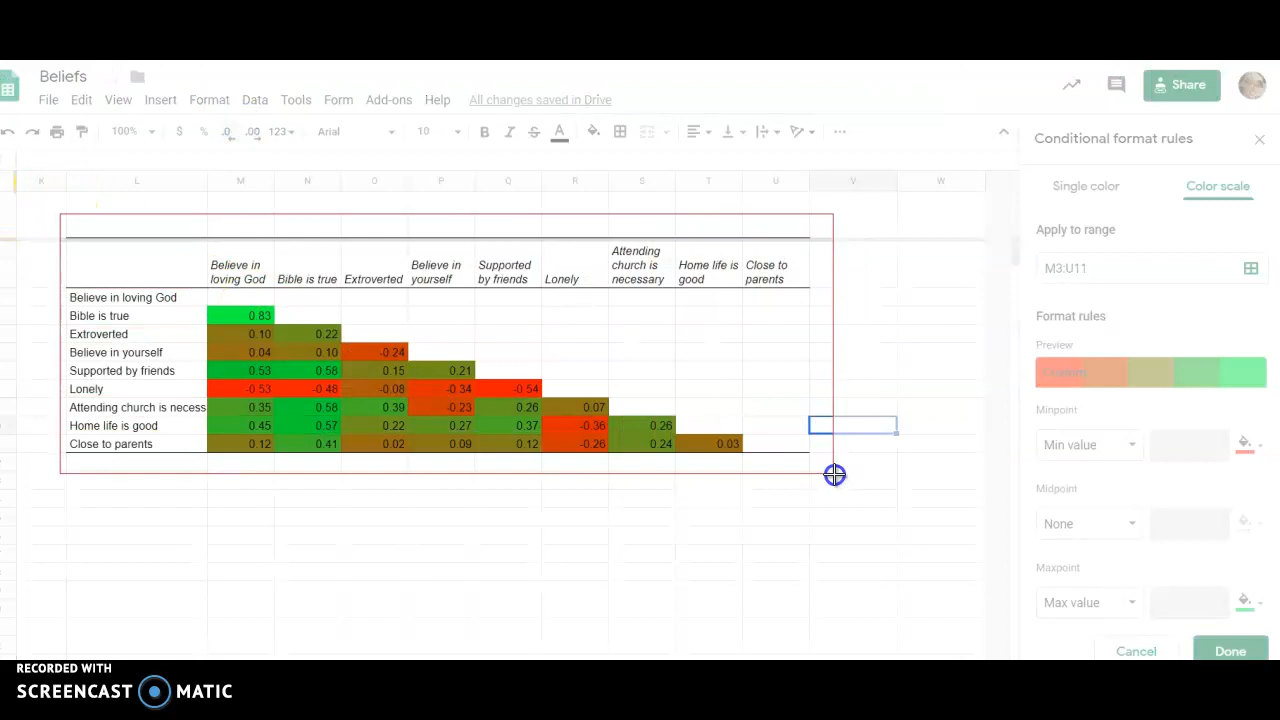 Beliefs
File Edit View Insert Format Data Tools Form Add-ons Help All changes saved in Drive
Share
100% $ % .0 .00 123 Arial 10 B I S A
Conditional format rules
K L M N O P Q R S T U V W
Single color Color scale
Apply to range
M3:U11
Believe in loving God Bible is true Extroverted Believe in yourself Supported by friends Lonely Attending church is necessary Home life is good Close to parents
Believe in loving God
Bible is true 0.83
Extroverted 0.10 0.22
Believe in yourself 0.04 0.10 -0.24
Supported by friends 0.53 0.58 0.15 0.21
Lonely -0.53 -0.48 -0.08 -0.34 -0.54
Attending church is necess 0.35 0.58 0.39 -0.23 0.26 0.07
Home life is good 0.45 0.57 0.22 0.27 0.37 -0.36 0.26
Close to parents 0.12 0.41 0.02 0.09 0.12 -0.26 0.24 0.03
Format rules
Preview
Minpoint
Min value
Midpoint
None
Maxpoint
Max value
Cancel Done
RECORDED WITH
SCREENCAST MATIC